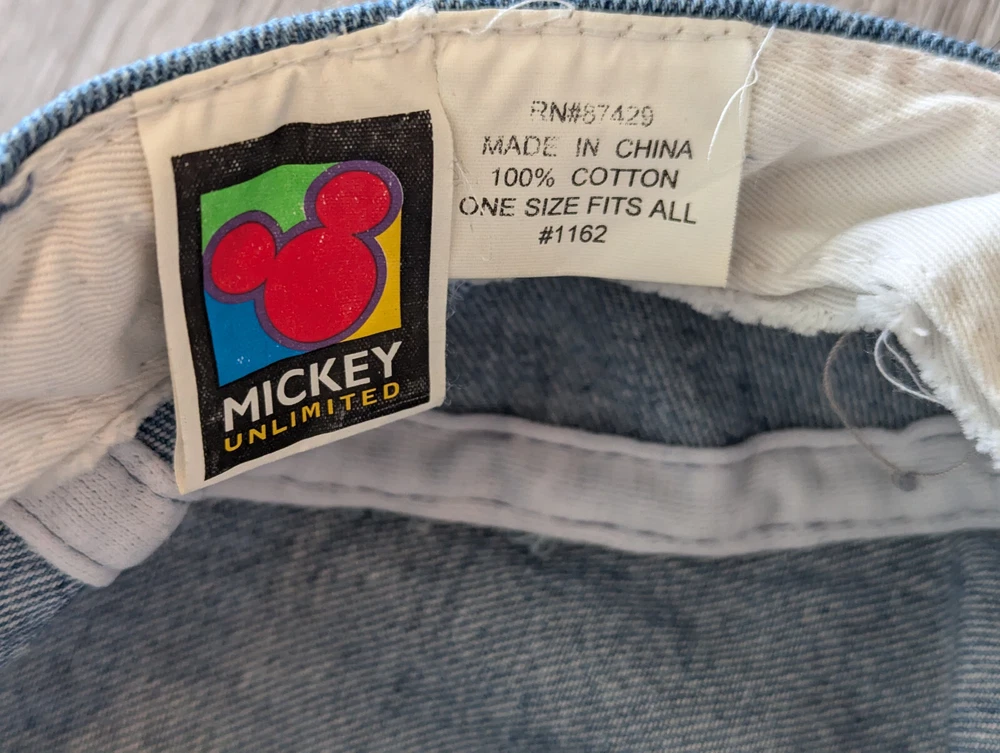 MICKEY
UNLIMITED
RN#87429
MADE IN CHINA
100% COTTON
ONE SIZE FITS ALL
#1162